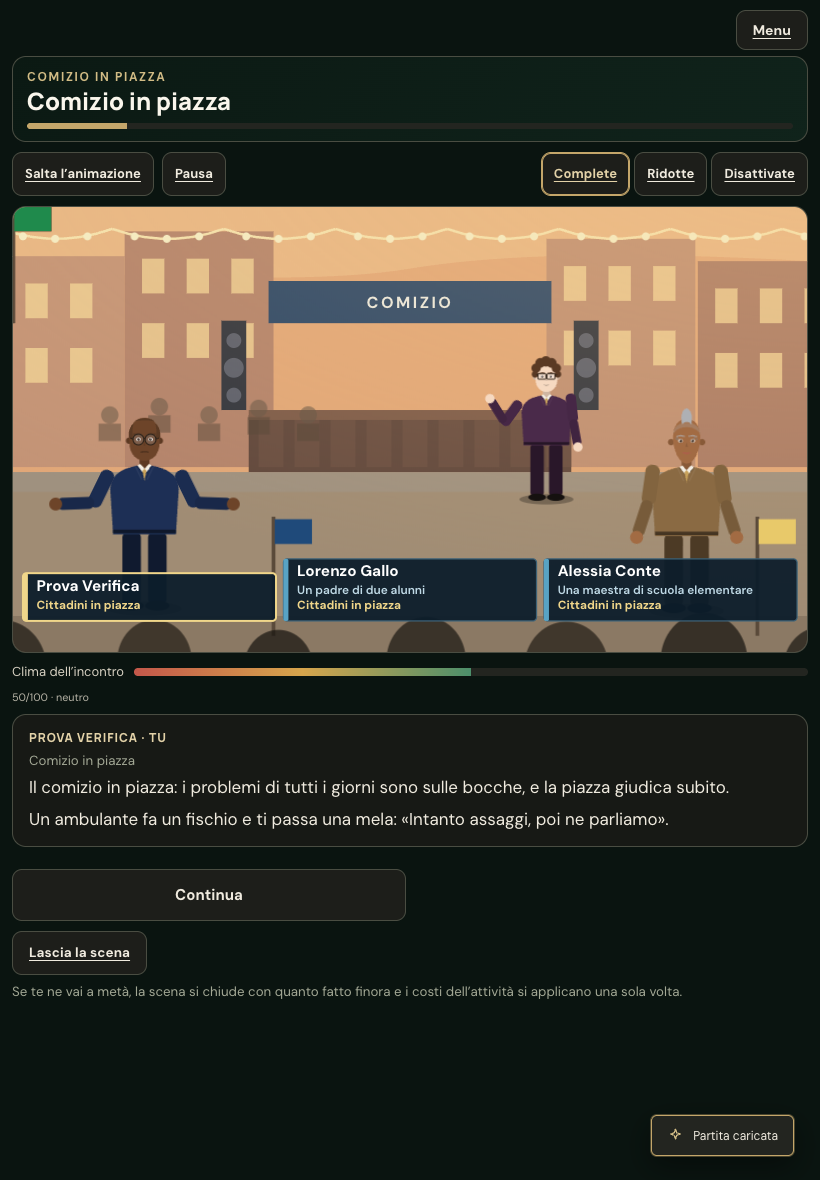 Menu
COMIZIO IN PIAZZA
Comizio in piazza
Salta l’animazione
Pausa
Complete
Ridotte
Disattivate
COMIZIO
Prova Verifica
Cittadini in piazza
Lorenzo Gallo
Un padre di due alunni
Cittadini in piazza
Alessia Conte
Una maestra di scuola elementare
Cittadini in piazza
Clima dell’incontro
50/100 · neutro
PROVA VERIFICA · TU
Comizio in piazza
Il comizio in piazza: i problemi di tutti i giorni sono sulle bocche, e la piazza giudica subito.
Un ambulante fa un fischio e ti passa una mela: «Intanto assaggi, poi ne parliamo».
Continua
Lascia la scena
Se te ne vai a metà, la scena si chiude con quanto fatto finora e i costi dell’attività si applicano una sola volta.
Partita caricata